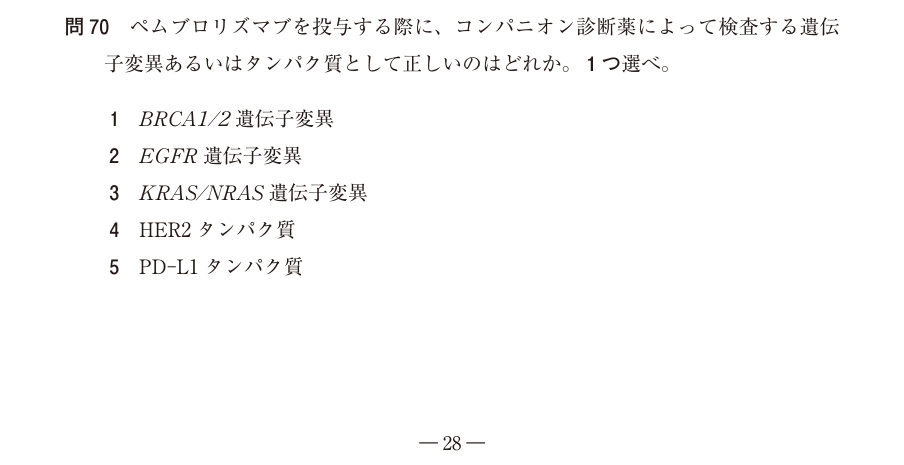 問 70　ペムブロリズマブを投与する際に、コンパニオン診断薬によって検査する遺伝
子変異あるいはタンパク質として正しいのはどれか。１つ選べ。
1　BRCA1/2 遺伝子変異
2　EGFR 遺伝子変異
3　KRAS/NRAS 遺伝子変異
4　HER2 タンパク質
5　PD-L1 タンパク質
― 28 ―